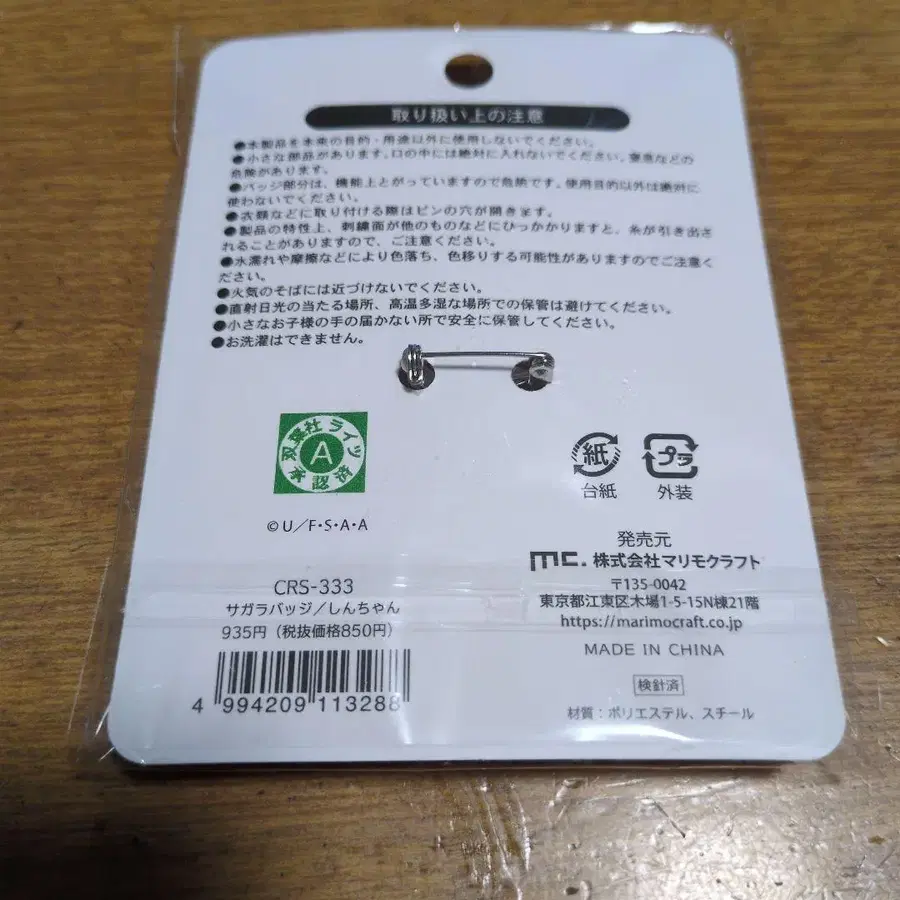 取り扱い上の注意
●本製品を本来の目的・用途以外に使用しないでください。
●小さな部品があります。口の中には絶対に入れないでください。窒息などの
危険があります。
●バッジ部分は、機能上とがっていますので危険です。使用目的以外は絶対に
使わないでください。
●衣類などに取り付ける際はピンの穴が開きます。
●製品の特性上、刺繍面が他のものなどにひっかかりますと、糸が引き出さ
れることがありますので、ご注意ください。
●水濡れや摩擦などにより色落ち、色移りする可能性がありますのでご注意く
ださい。
●火気のそばには近づけないでください。
●直射日光の当たる場所、高温多湿な場所での保管は避けてください。
●小さなお子様の手の届かない所で安全に保管してください。
●お洗濯はできません。
双葉社ライツ
A
承認済
©U/F・S・A・A
紙
台紙
プラ
外装
発売元
mc. 株式会社マリモクラフト
〒135-0042
東京都江東区木場1-5-15N棟21階
https://marimocraft.co.jp
MADE IN CHINA
検針済
材質：ポリエステル、スチール
CRS-333
サガラバッジ/しんちゃん
935円（税抜価格850円）
4 994209 113288